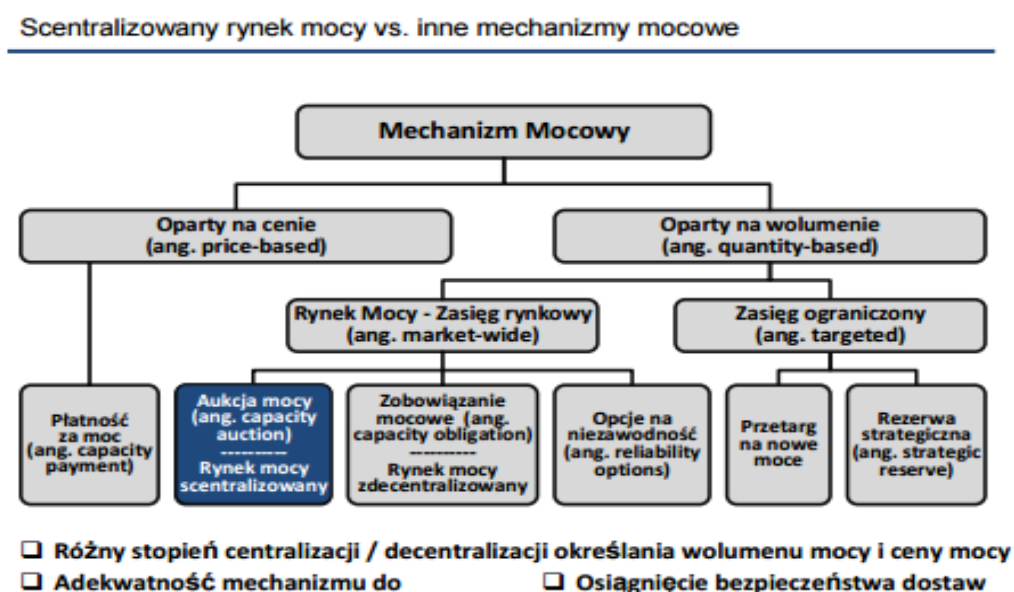 Scentralizowany rynek mocy vs. inne mechanizmy mocowe
Mechanizm Mocowy
Oparty na cenie
(ang. price-based)
Oparty na wolumenie
(ang. quantity-based)
Rynek Mocy - Zasięg rynkowy
(ang. market-wide)
Zasięg ograniczony
(ang. targeted)
Płatność
za moc
(ang. capacity
payment)
Aukcja mocy
(ang. capacity
auction)
----------
Rynek mocy
scentralizowany
Zobowiązanie
mocowe (ang.
capacity obligation)
----------
Rynek mocy
zdecentralizowany
Opcje na
niezawodność
(ang. reliability
options)
Przetarg
na nowe
moce
Rezerwa
strategiczna
(ang. strategic
reserve)
❑ Różny stopień centralizacji / decentralizacji określania wolumenu mocy i ceny mocy
❑ Adekwatność mechanizmu do
❑ Osiągnięcie bezpieczeństwa dostaw